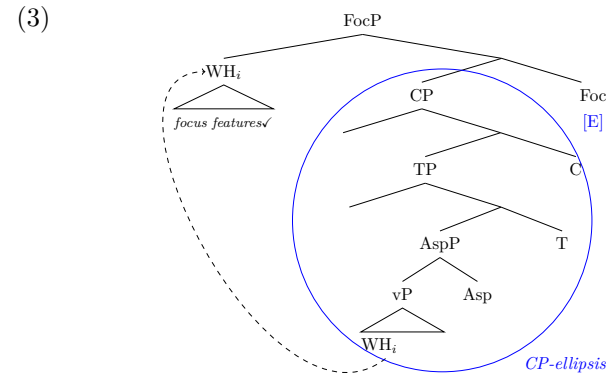 (3)
FocP
WH_i
focus features✓
CP
Foc
[E]
TP
C
AspP
T
vP
Asp
WH_i
CP-ellipsis